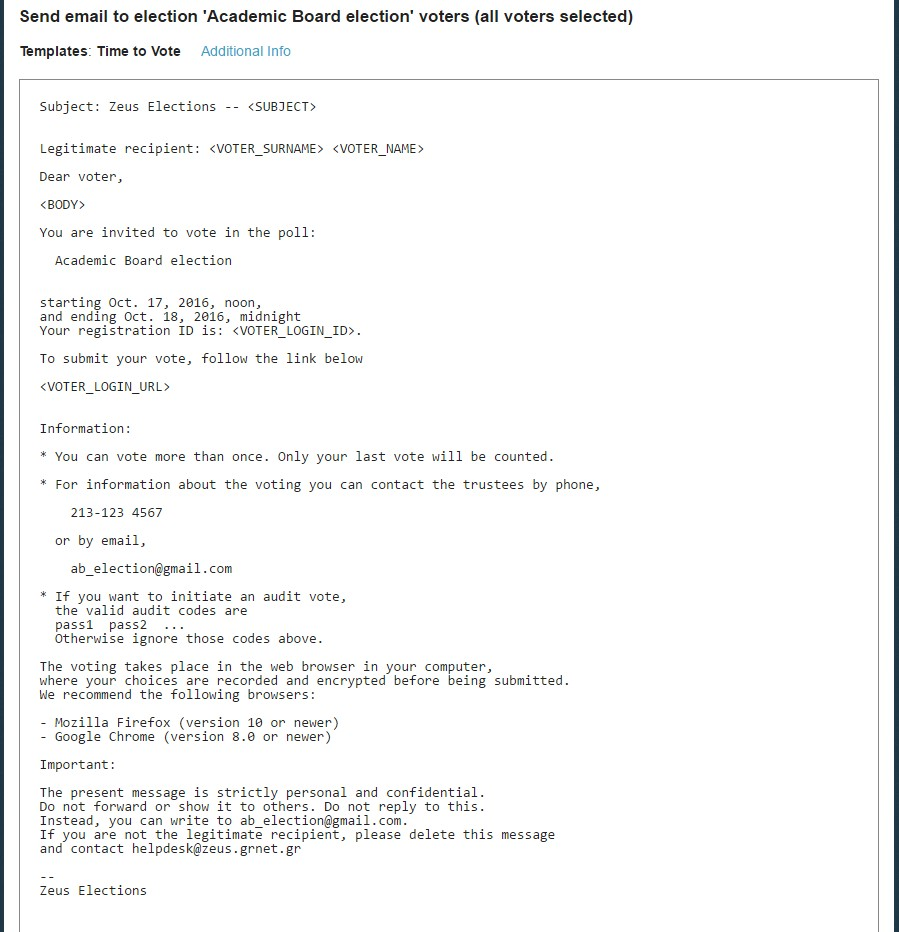 Send email to election 'Academic Board election' voters (all voters selected)
Templates: Time to Vote Additional Info
Subject: Zeus Elections -- <SUBJECT>
Legitimate recipient: <VOTER_SURNAME> <VOTER_NAME>
Dear voter,
<BODY>
You are invited to vote in the poll:
Academic Board election
starting Oct. 17, 2016, noon,
and ending Oct. 18, 2016, midnight
Your registration ID is: <VOTER_LOGIN_ID>.
To submit your vote, follow the link below
<VOTER_LOGIN_URL>
Information:
* You can vote more than once. Only your last vote will be counted.
* For information about the voting you can contact the trustees by phone,
213-123 4567
or by email,
ab_election@gmail.com
* If you want to initiate an audit vote,
the valid audit codes are
pass1 pass2 ...
Otherwise ignore those codes above.
The voting takes place in the web browser in your computer,
where your choices are recorded and encrypted before being submitted.
We recommend the following browsers:
- Mozilla Firefox (version 10 or newer)
- Google Chrome (version 8.0 or newer)
Important:
The present message is strictly personal and confidential.
Do not forward or show it to others. Do not reply to this.
Instead, you can write to ab_election@gmail.com.
If you are not the legitimate recipient, please delete this message
and contact helpdesk@zeus.grnet.gr
--
Zeus Elections